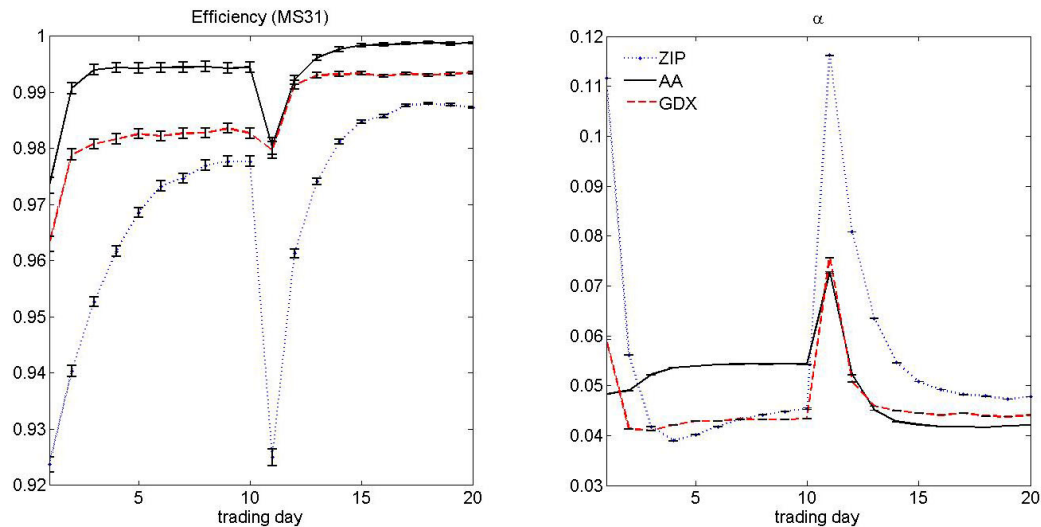 Efficiency (MS31)
1
0.99
0.98
0.97
0.96
0.95
0.94
0.93
0.92
5 10 15 20
trading day
α
0.12
0.11
0.1
0.09
0.08
0.07
0.06
0.05
0.04
0.03
ZIP
AA
GDX
5 10 15 20
trading day